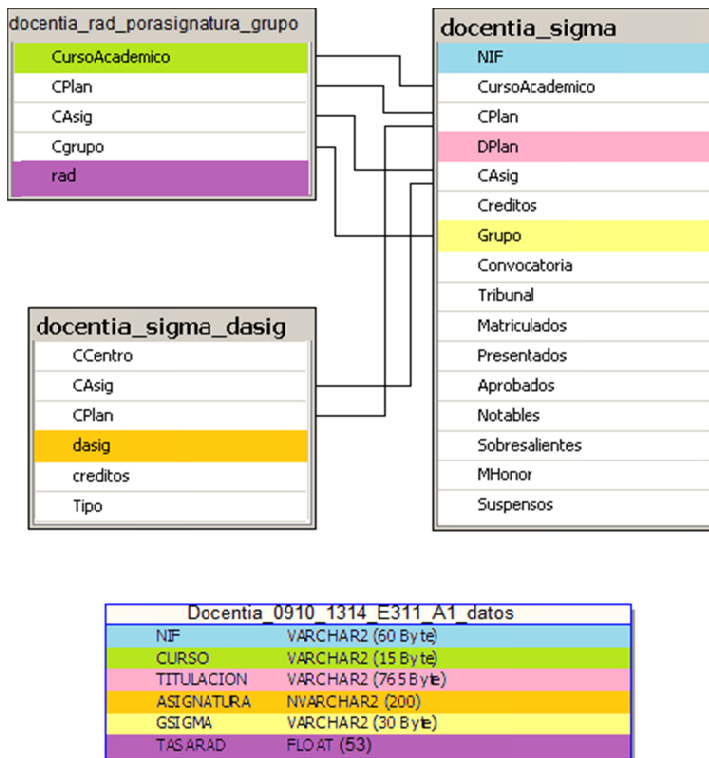 docentia_rad_porasignatura_grupo
CursoAcademico
CPlan
CAsig
Cgrupo
rad
docentia_sigma
NIF
CursoAcademico
CPlan
DPlan
CAsig
Creditos
Grupo
Convocatoria
Tribunal
Matriculados
Presentados
Aprobados
Notables
Sobresalientes
MHonor
Suspensos
docentia_sigma_dasig
CCentro
CAsig
CPlan
dasig
creditos
Tipo
Docentia_0910_1314_E311_A1_datos
NIF VARCHAR2 (60 Byte)
CURSO VARCHAR2 (15 Byte)
TITULACION VARCHAR2 (765 Byte)
ASIGNATURA NVARCHAR2 (200)
GSIGMA VARCHAR2 (30 Byte)
TASARAD FLOAT (53)